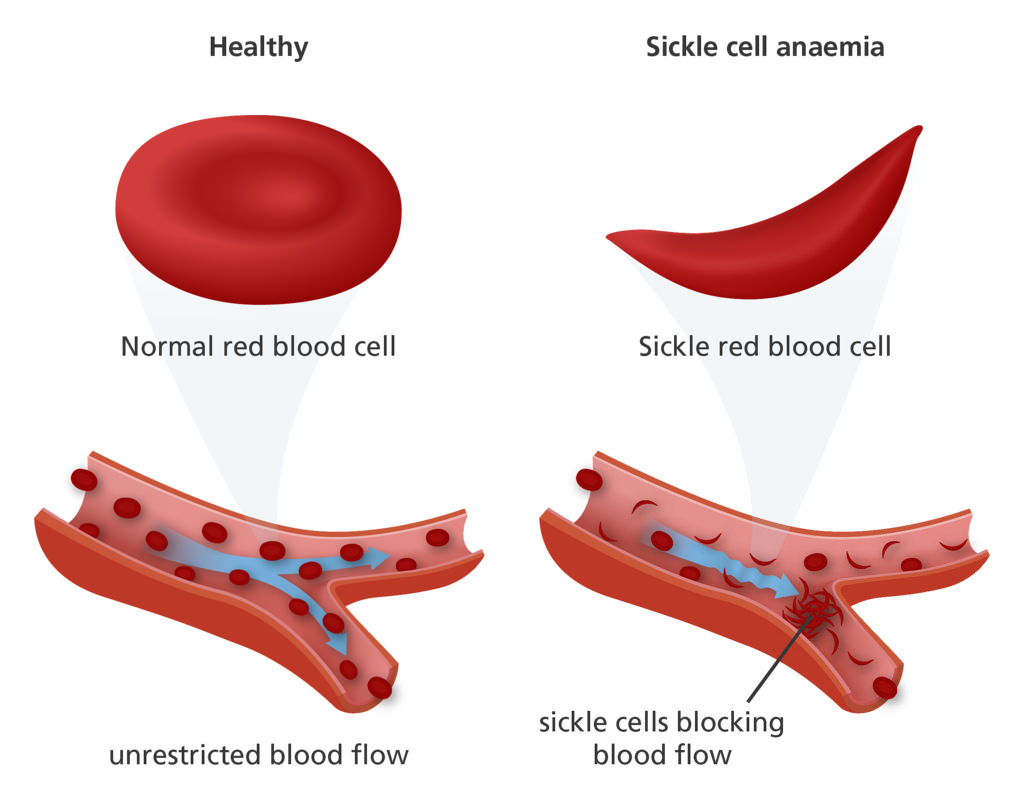 Healthy
Sickle cell anaemia
Normal red blood cell
Sickle red blood cell
unrestricted blood flow
sickle cells blocking
blood flow